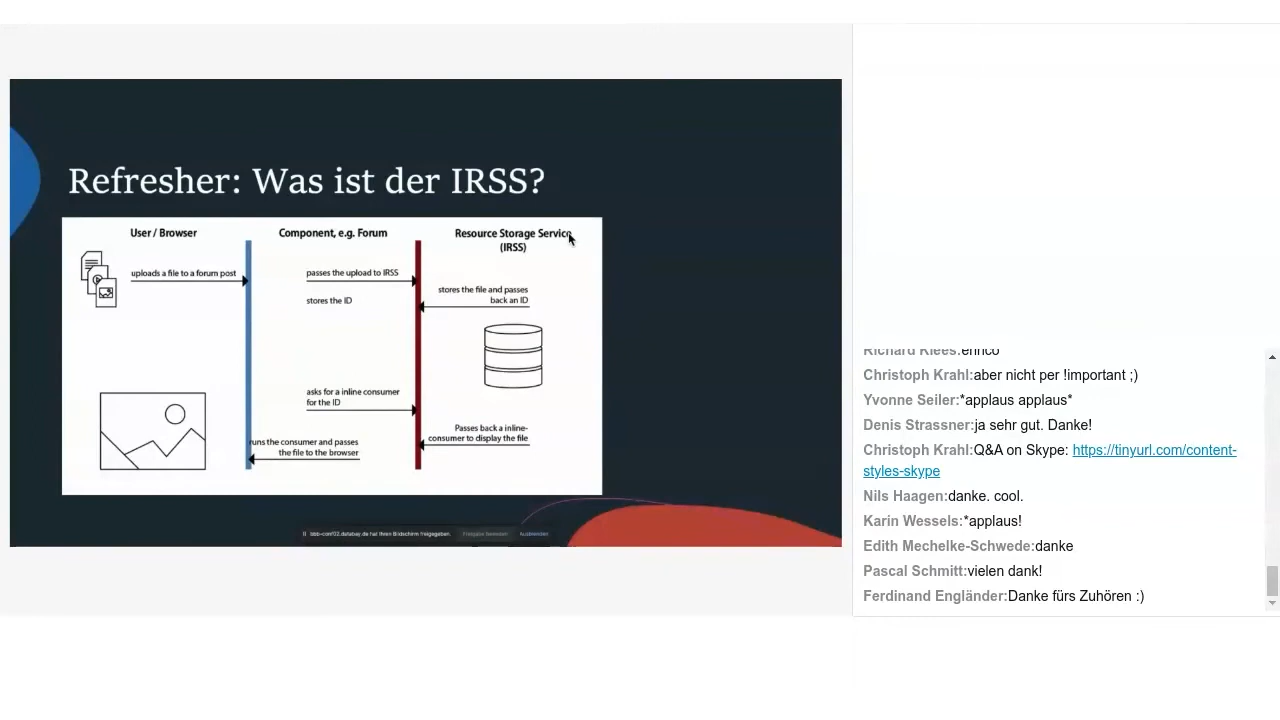 Refresher: Was ist der IRSS?
User / Browser
Component, e.g. Forum
Resource Storage Service
(IRSS)
uploads a file to a forum post
passes the upload to IRSS
stores the file and passes
back an ID
stores the ID
asks for a inline consumer
for the ID
Passes back a inline-
consumer to display the file
runs the consumer and passes
the file to the browser
bbb-conf02.databay.de hat Ihren Bildschirm freigegeben.
Freigabe beenden
Ausblenden
Richard Klees:enrico
Christoph Krahl:aber nicht per !important ;)
Yvonne Seiler:*applaus applaus*
Denis Strassner:ja sehr gut. Danke!
Christoph Krahl:Q&A on Skype: https://tinyurl.com/content-
styles-skype
Nils Haagen:danke. cool.
Karin Wessels:*applaus!
Edith Mechelke-Schwede:danke
Pascal Schmitt:vielen dank!
Ferdinand Engländer:Danke fürs Zuhören :)